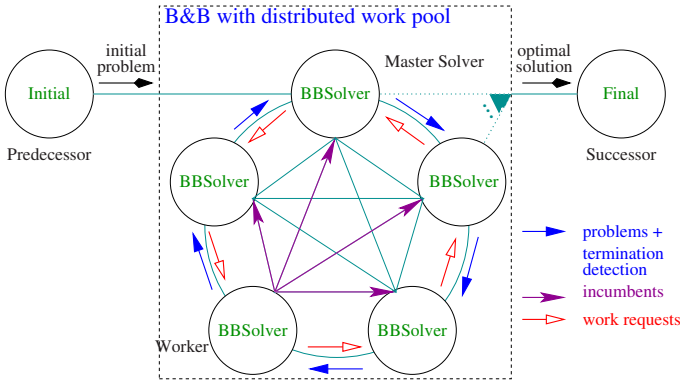 B&B with distributed work pool
initial
problem
Master Solver
optimal
solution
Initial
BBSolver
Final
Predecessor
Successor
BBSolver
BBSolver
problems +
termination
detection
incumbents
work requests
BBSolver
BBSolver
Worker